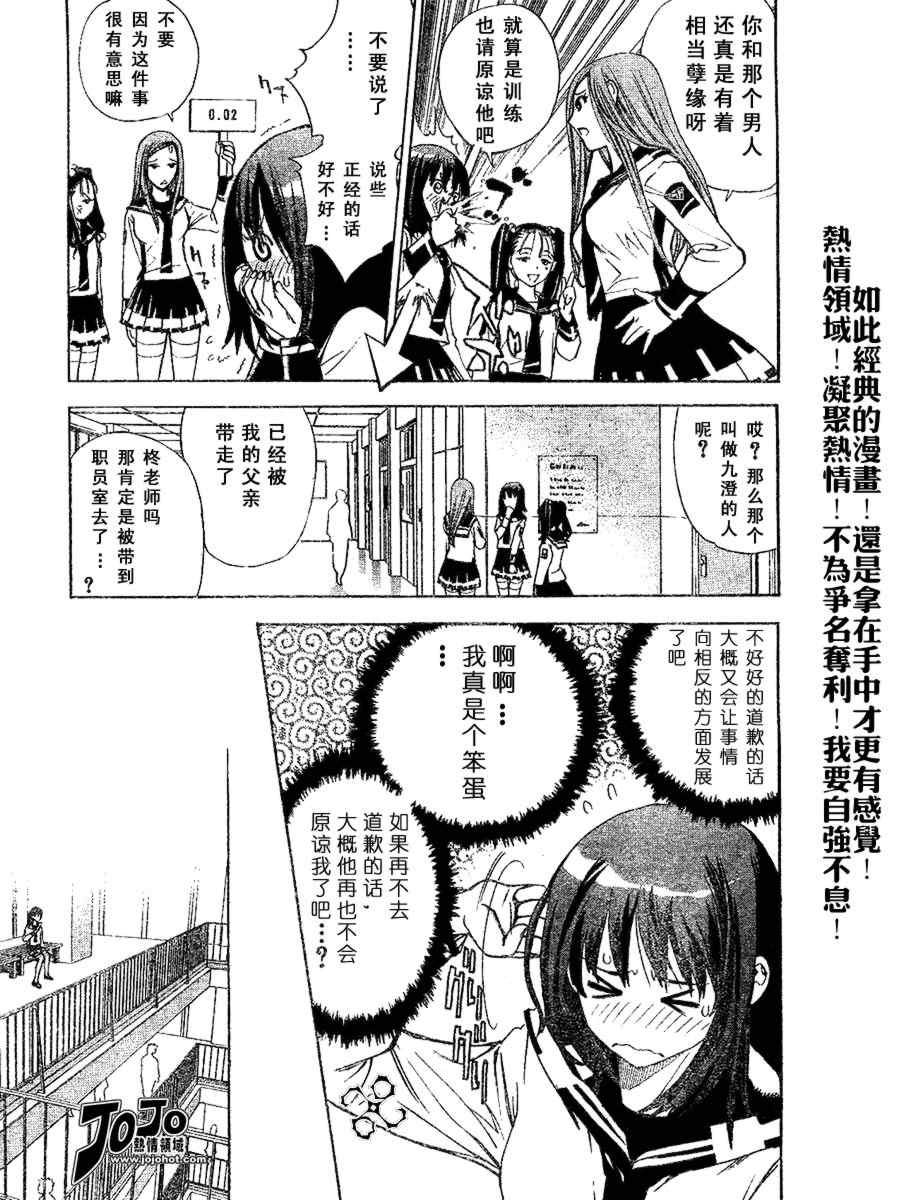 你和那个男人
还真是有着
相当孽缘呀
就算是训练
也请原谅他吧
不要说了
……
不要
因为这件事
很有意思嘛
0.02
说些
正经的话
好不好
哎？那么那个
叫做九澄的人
呢？
已经被
我的父亲
带走了
柊老师吗
那肯定是被带到
职员室去了…？
不好好的道歉的话
大概又会让事情
向相反的方面发展
了吧
啊啊…
我真是个笨蛋
…
如果再不去
道歉的话，
大概他再也不会
原谅我了吧…？
如此經典的漫畫！還是拿在手中才更有感覺！
熱情領域！凝聚熱情！不為爭名奪利！我要自強不息！
JOJO
熱情領域
www.jojohot.com